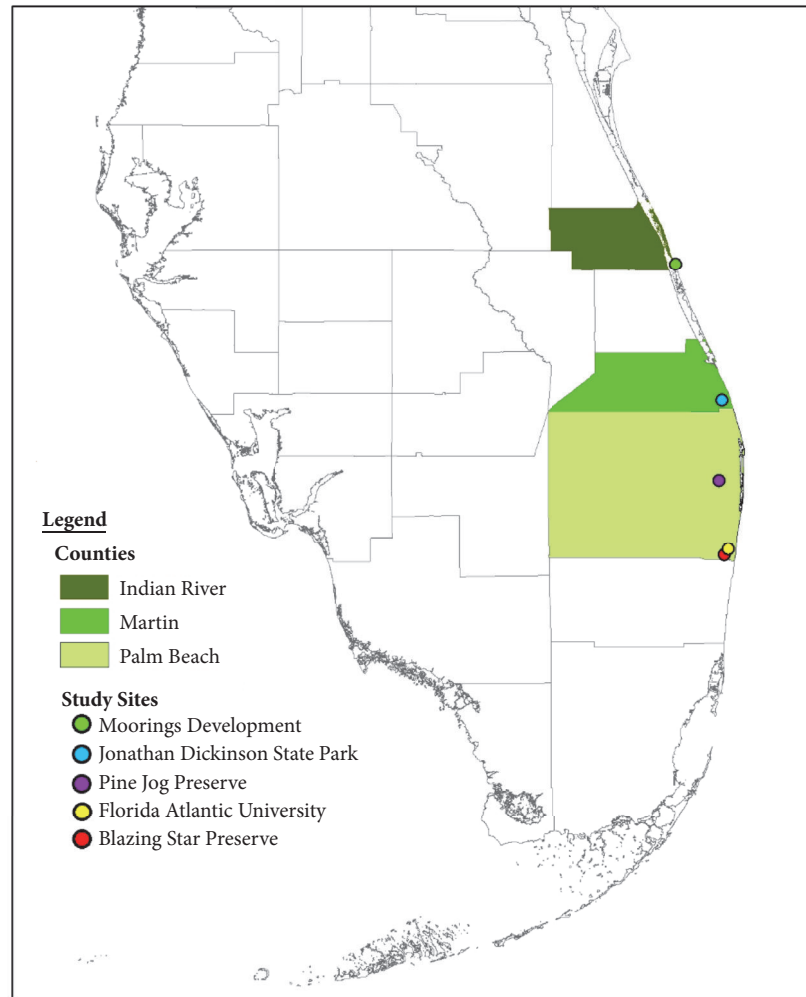 Legend
Counties
Indian River
Martin
Palm Beach
Study Sites
Moorings Development
Jonathan Dickinson State Park
Pine Jog Preserve
Florida Atlantic University
Blazing Star Preserve